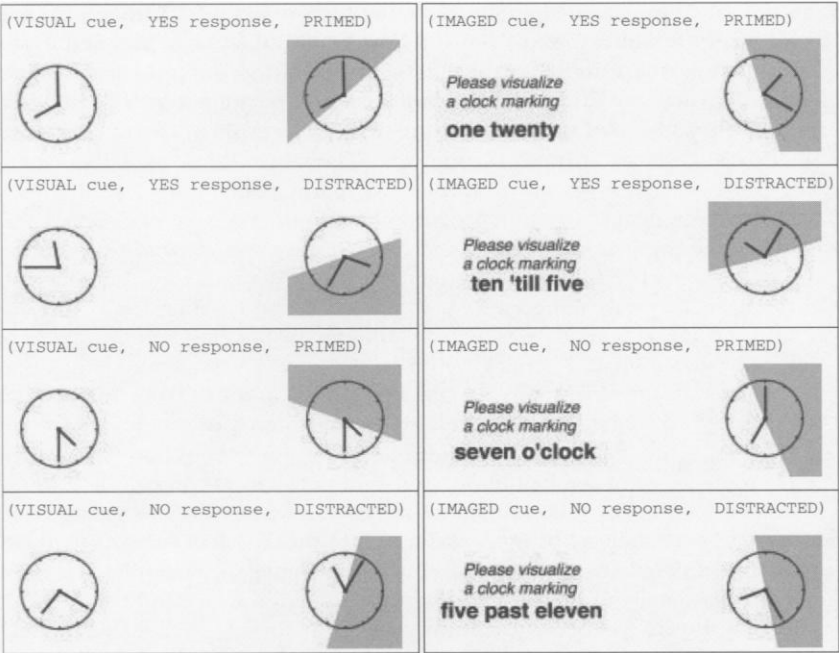 (VISUAL cue, YES response, PRIMED)
(IMAGED cue, YES response, PRIMED)
Please visualize
a clock marking
one twenty
(VISUAL cue, YES response, DISTRACTED)
(IMAGED cue, YES response, DISTRACTED)
Please visualize
a clock marking
ten 'till five
(VISUAL cue, NO response, PRIMED)
(IMAGED cue, NO response, PRIMED)
Please visualize
a clock marking
seven o'clock
(VISUAL cue, NO response, DISTRACTED)
(IMAGED cue, NO response, DISTRACTED)
Please visualize
a clock marking
five past eleven